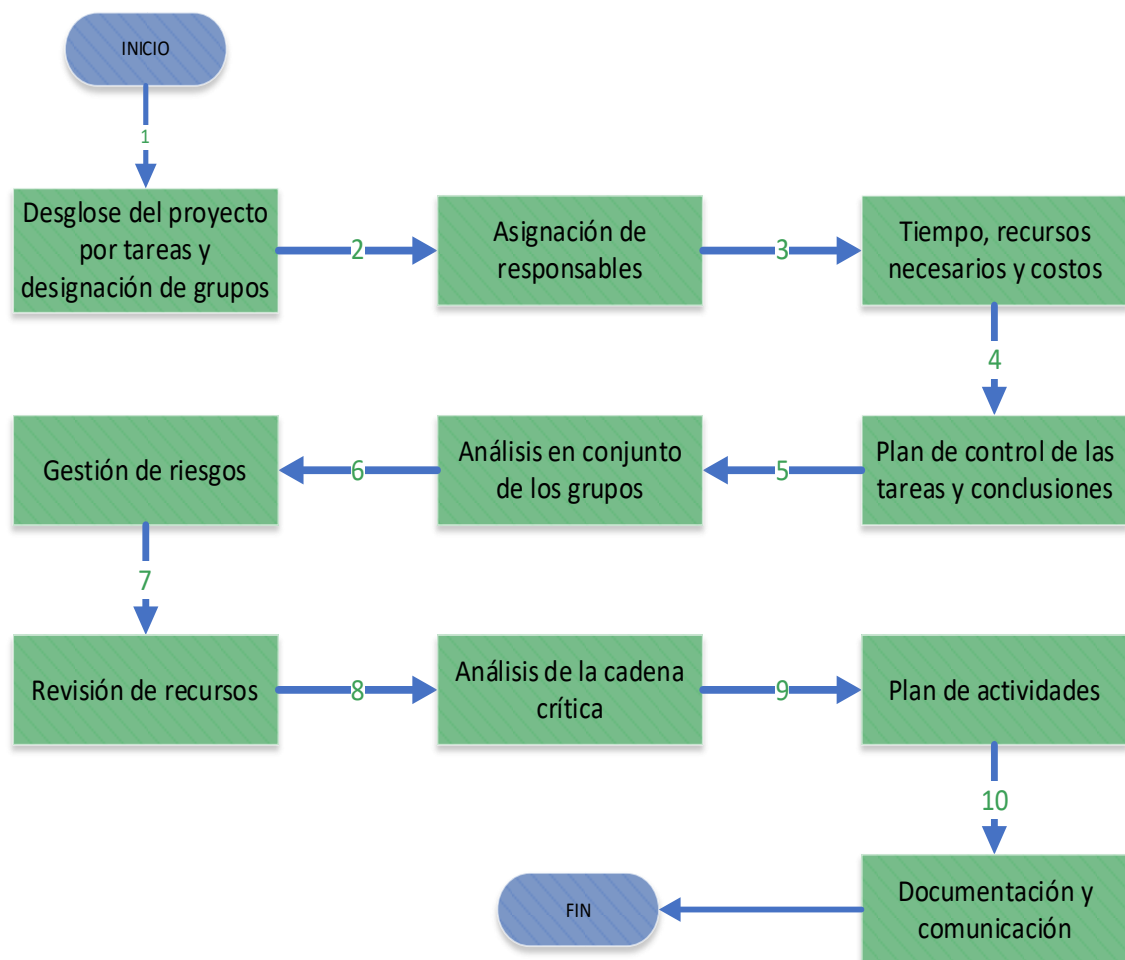 INICIO
1
Desglose del proyecto
por tareas y
designación de grupos
2
Asignación de
responsables
3
Tiempo, recursos
necesarios y costos
4
Plan de control de las
tareas y conclusiones
5
Análisis en conjunto
de los grupos
6
Gestión de riesgos
7
Revisión de recursos
8
Análisis de la cadena
crítica
9
Plan de actividades
10
Documentación y
comunicación
FIN